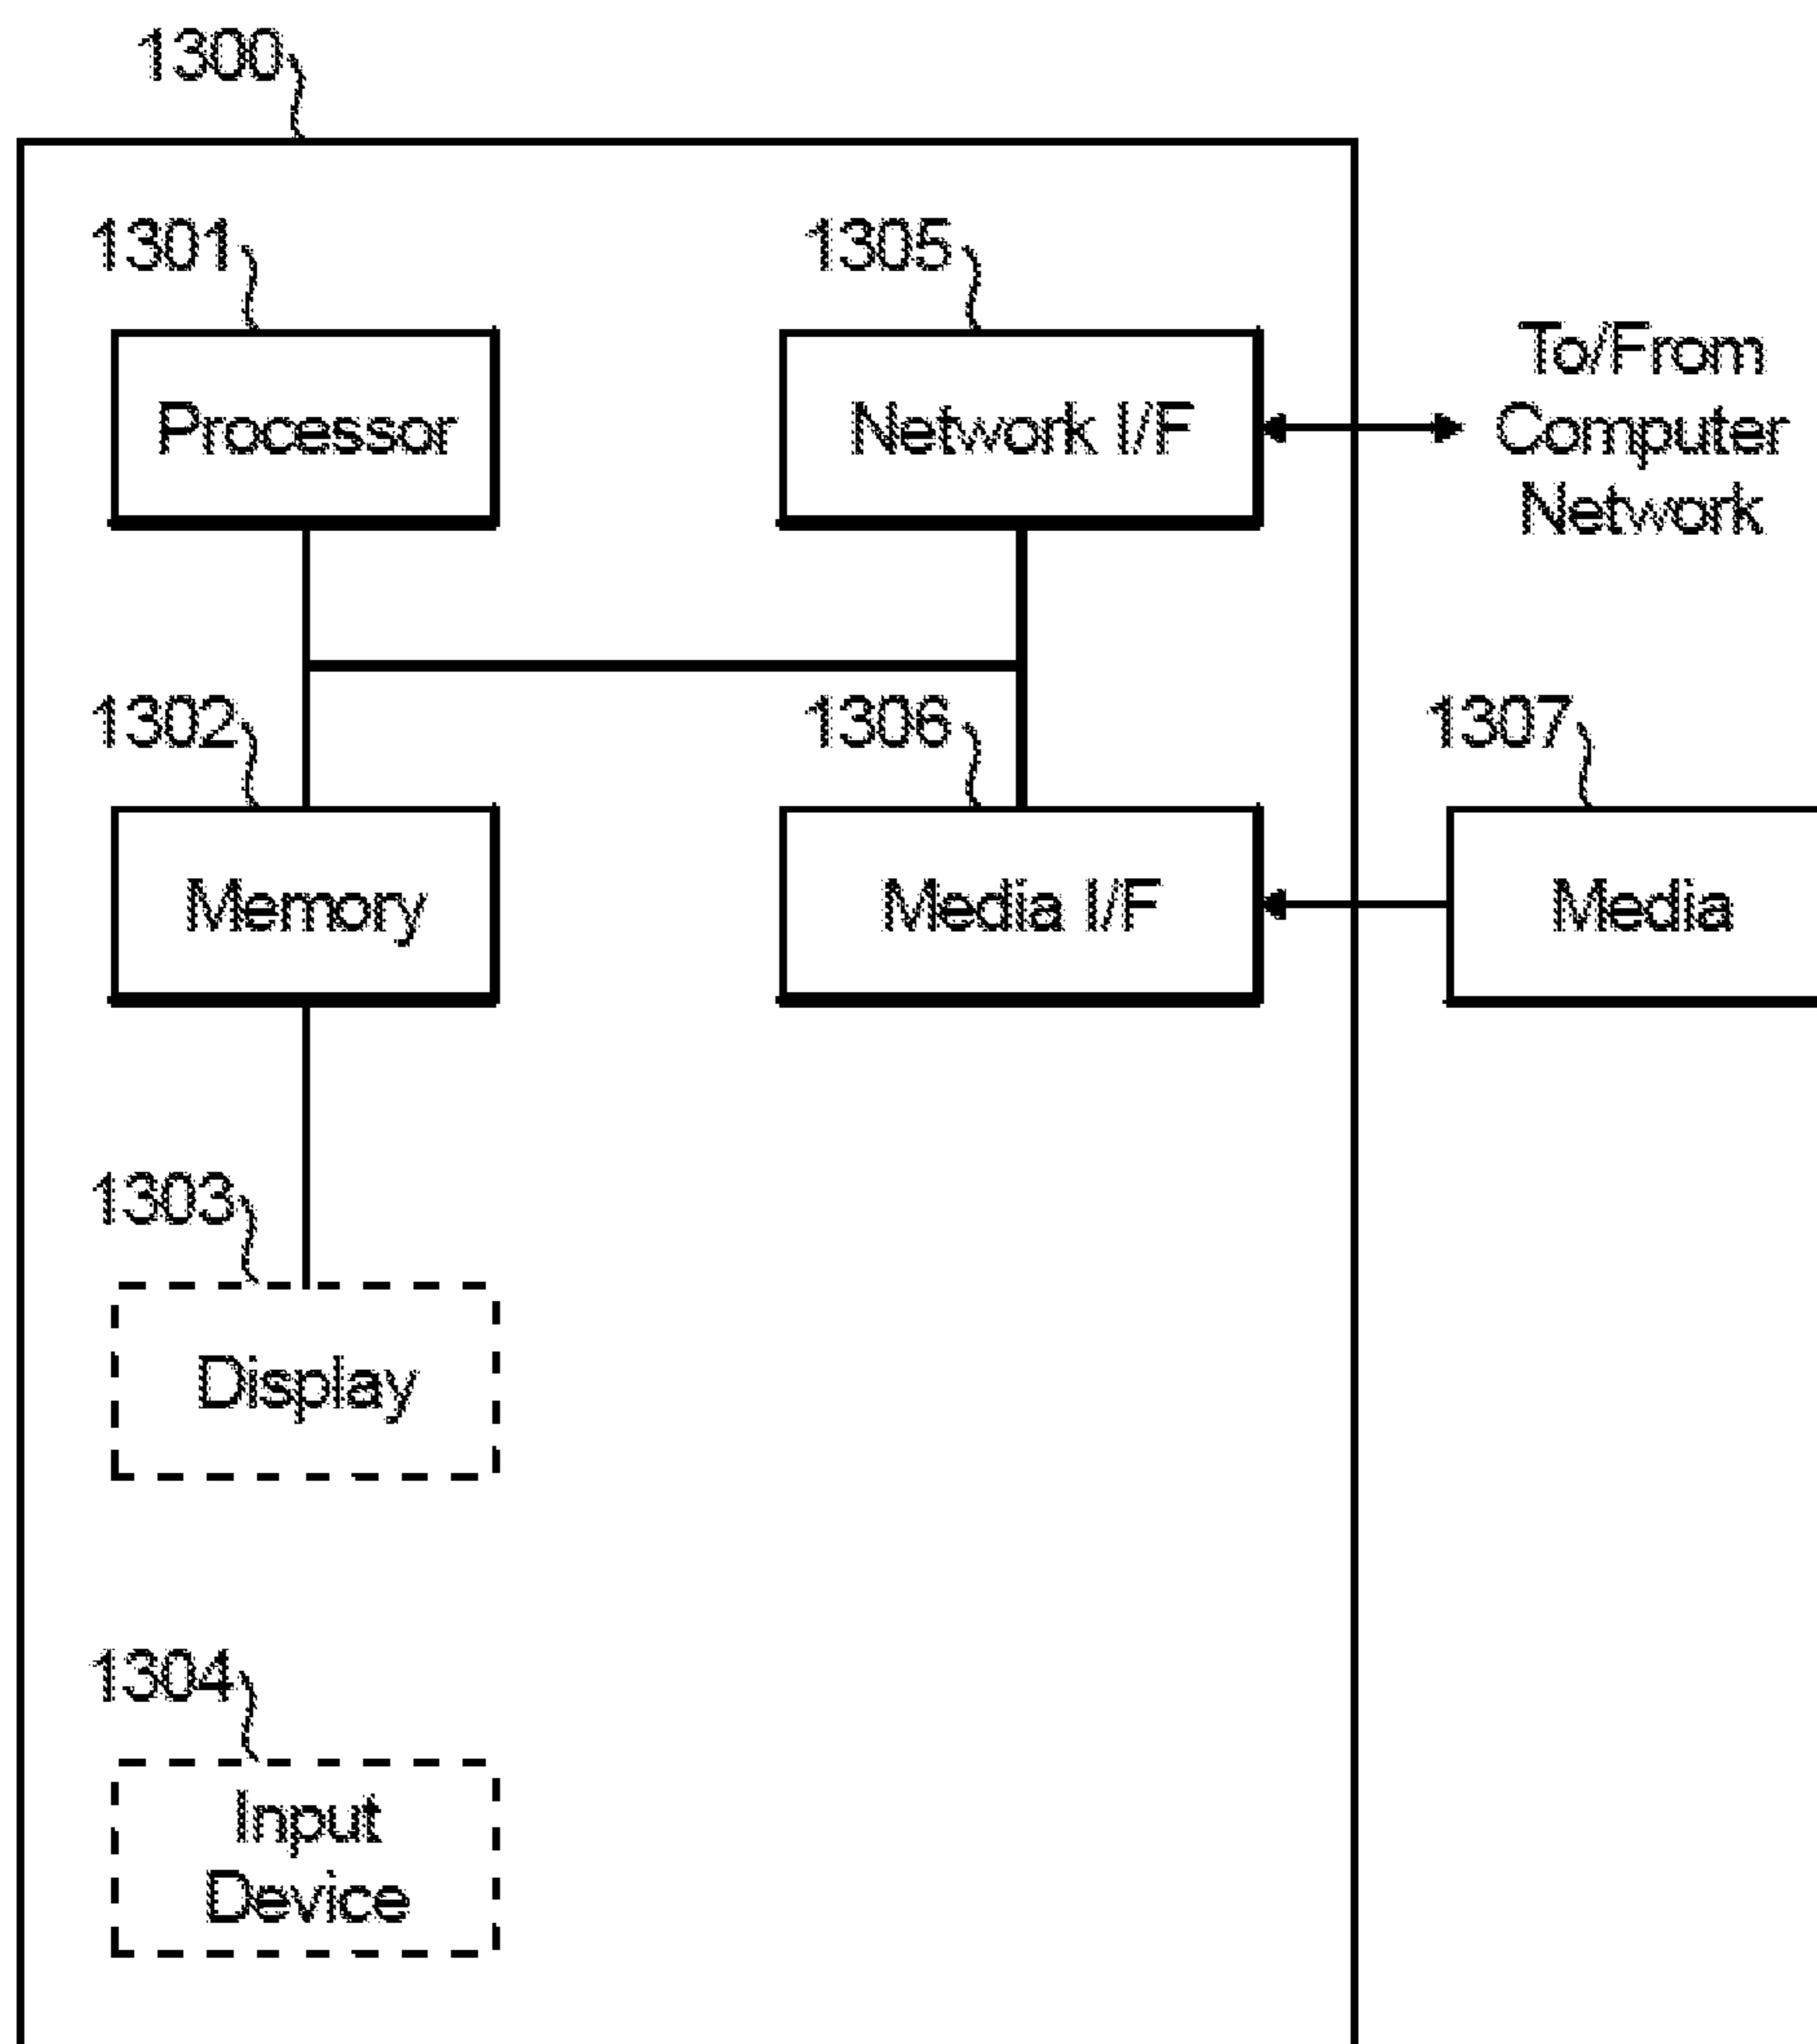 1300
1301
1305
Processor
Network I/F
To/From
Computer
Network
1302
1306
1307
Memory
Media I/F
Media
1303
Display
1304
Input
Device